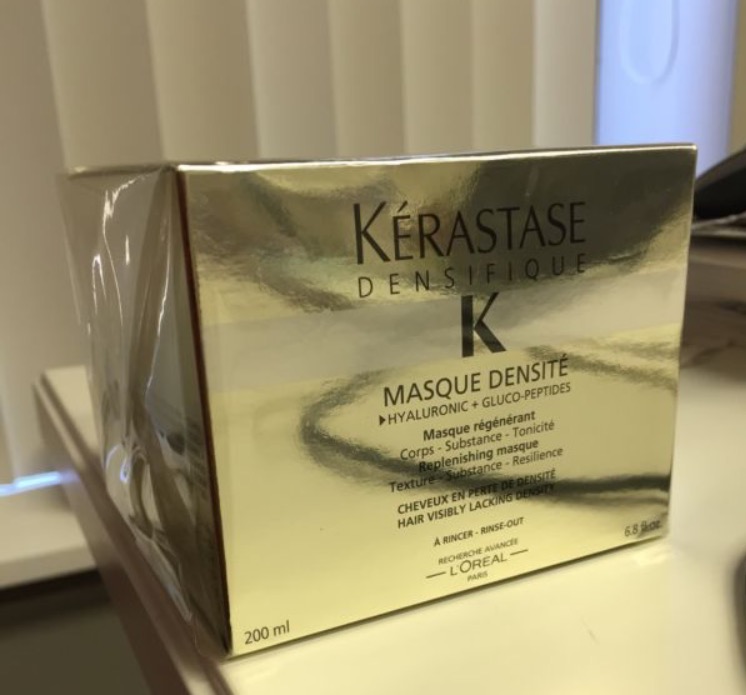 KÉRASTASE
DENSIFIQUE
K
MASQUE DENSITÉ
HYALURONIC + GLUCO-PEPTIDES
Masque régénérant
Corps - Substance - Tonicité
Replenishing masque
Texture - Substance - Resilience
CHEVEUX EN PERTE DE DENSITÉ
HAIR VISIBLY LACKING DENSITY
À RINCER - RINSE-OUT
RECHERCHE AVANCÉE
L'ORÉAL
PARIS
200 ml
6.8 fl.oz.